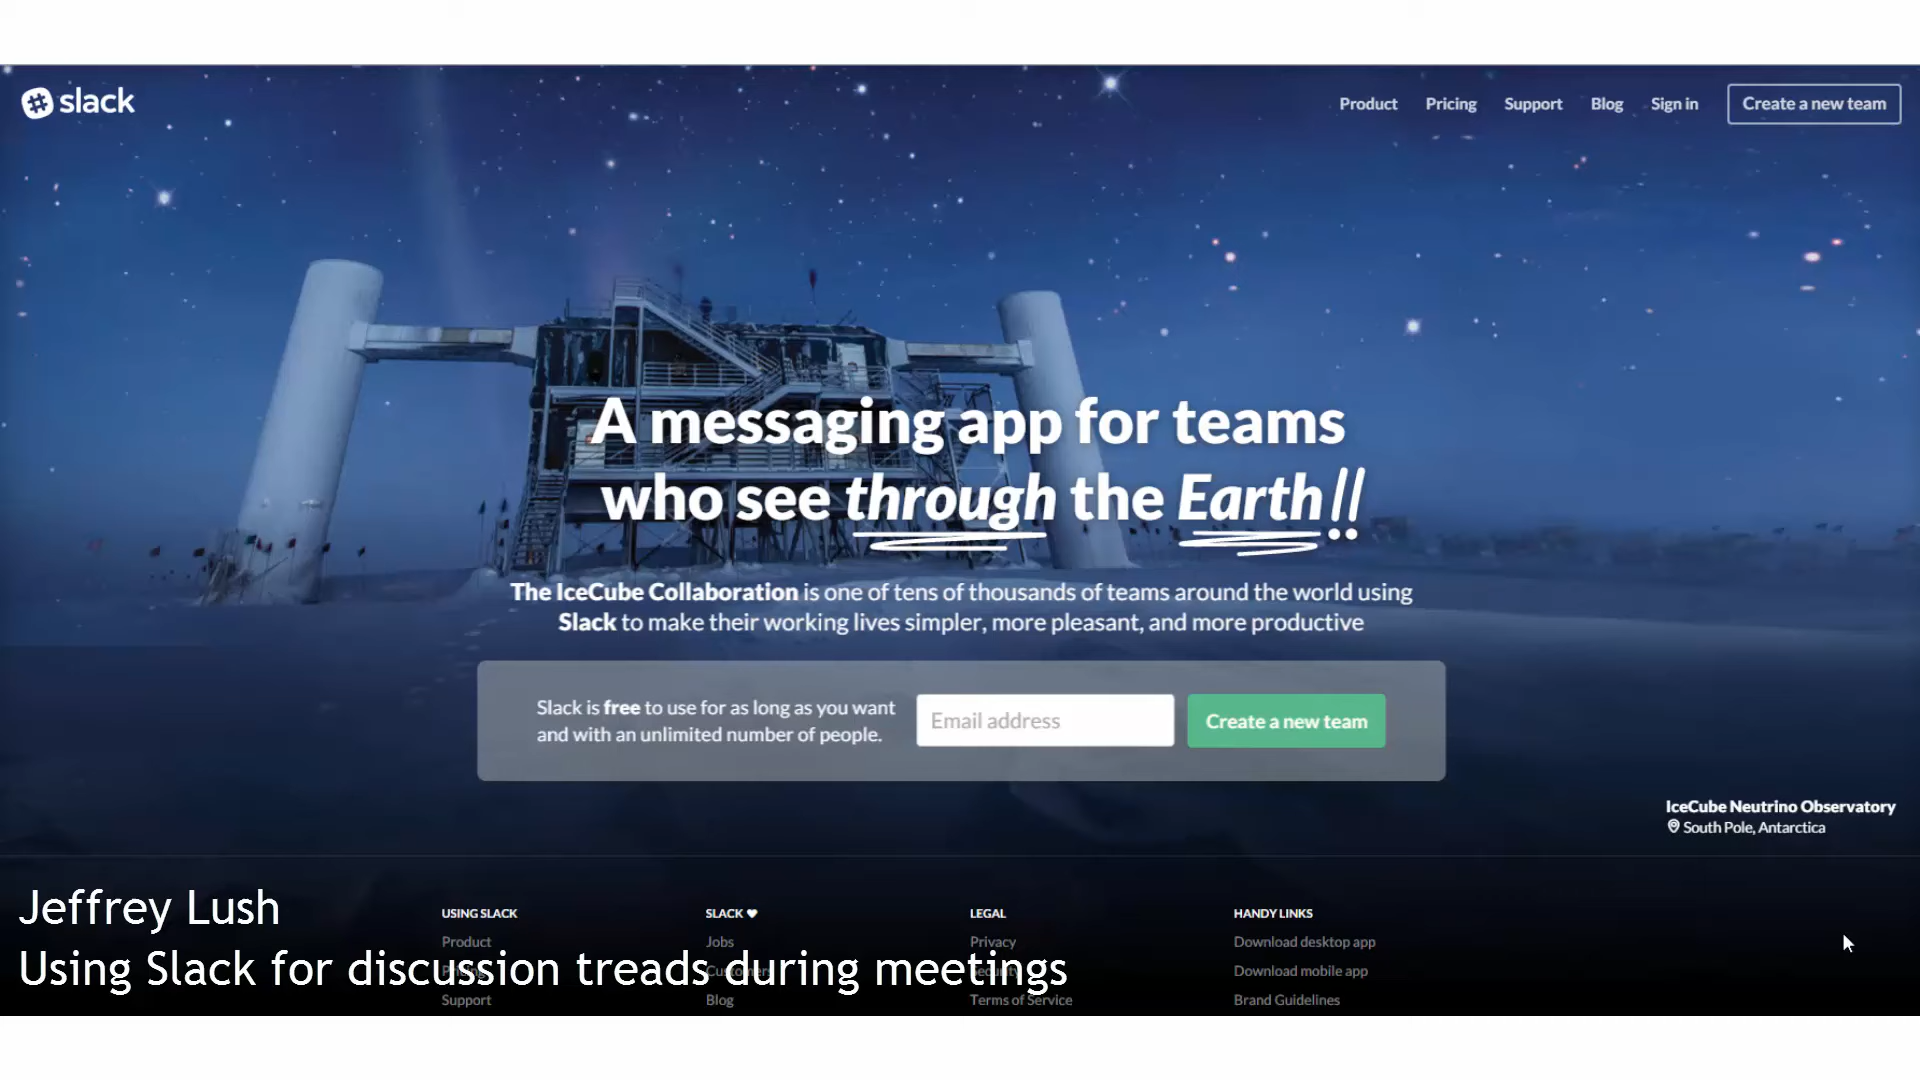 slack
Product Pricing Support Blog Sign in Create a new team
A messaging app for teams
who see through the Earth!!
The IceCube Collaboration is one of tens of thousands of teams around the world using
Slack to make their working lives simpler, more pleasant, and more productive
Slack is free to use for as long as you want
and with an unlimited number of people.
Email address
Create a new team
IceCube Neutrino Observatory
South Pole, Antarctica
Jeffrey Lush
Using Slack for discussion treads during meetings
USING SLACK
Product
Support
SLACK ♥
Jobs
Customers
Blog
LEGAL
Privacy
Security
Terms of Service
HANDY LINKS
Download desktop app
Download mobile app
Brand Guidelines